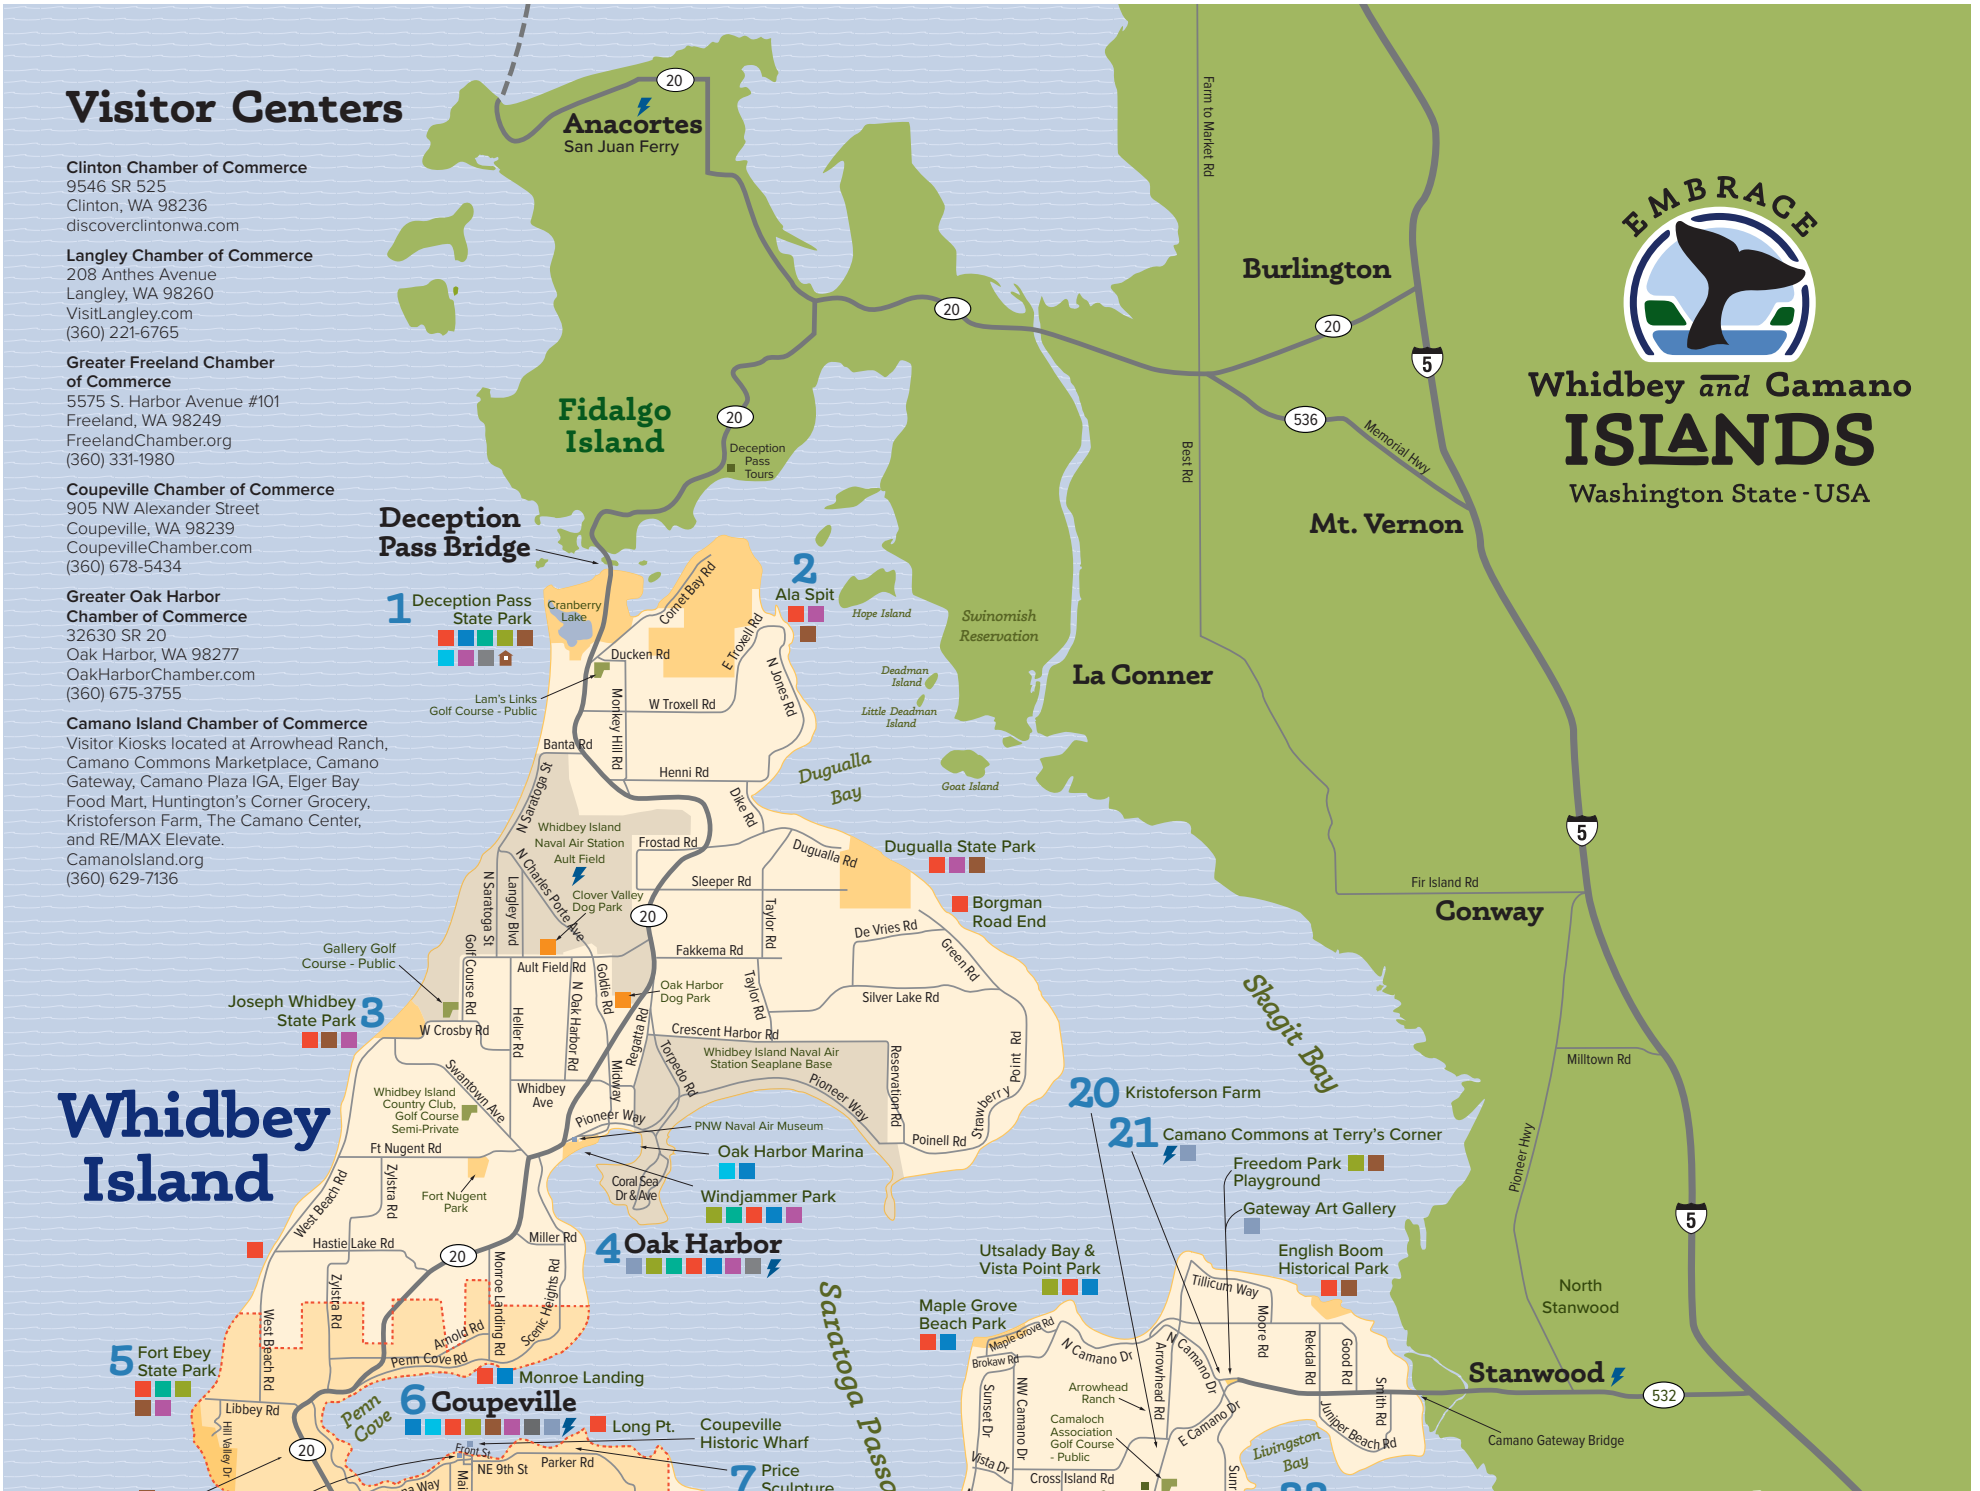 Visitor Centers
Clinton Chamber of Commerce
9546 SR 525
Clinton, WA 98236
discoverclintonwa.com
Langley Chamber of Commerce
208 Anthes Avenue
Langley, WA 98260
VisitLangley.com
(360) 221-6765
Greater Freeland Chamber
of Commerce
5575 S. Harbor Avenue #101
Freeland, WA 98249
FreelandChamber.org
(360) 331-1980
Coupeville Chamber of Commerce
905 NW Alexander Street
Coupeville, WA 98239
CoupevilleChamber.com
(360) 678-5434
Greater Oak Harbor
Chamber of Commerce
32630 SR 20
Oak Harbor, WA 98277
OakHarborChamber.com
(360) 675-3755
Camano Island Chamber of Commerce
Visitor Kiosks located at Arrowhead Ranch,
Camano Commons Marketplace, Camano
Gateway, Camano Plaza IGA, Elger Bay
Food Mart, Huntington's Corner Grocery,
Kristoferson Farm, The Camano Center,
and RE/MAX Elevate.
CamanoIsland.org
(360) 629-7136
EMBRACE
Whidbey and Camano
ISLANDS
Washington State - USA
20
Anacortes
San Juan Ferry
Farm to Market Rd
Burlington
20
20
5
536
Memorial Hwy
Best Rd
Mt. Vernon
Fidalgo
Island
20
Deception
Pass
Tours
Deception
Pass Bridge
1
Deception Pass
State Park
Cranberry
Lake
Cornet Bay Rd
2
Ala Spit
Hope Island
Swinomish
Reservation
Deadman
Island
Little Deadman
Island
La Conner
Goat Island
Dugualla
Bay
Ducken Rd
E Troxell Rd
N Jones Rd
Lam's Links
Golf Course - Public
Monkey Hill Rd
W Troxell Rd
Banta Rd
Henni Rd
N Saratoga St
Dike Rd
Whidbey Island
Naval Air Station
Ault Field
Frostad Rd
Dugualla Rd
Dugualla State Park
N Charles Porter Ave
Clover Valley
Dog Park
Sleeper Rd
Borgman
Road End
N Saratoga St
Langley Blvd
20
Taylor Rd
De Vries Rd
Green Rd
Gallery Golf
Course - Public
Golf Course Rd
Ault Field Rd
Fakkema Rd
Goldie Rd
Oak Harbor
Dog Park
Taylor Rd
Silver Lake Rd
Joseph Whidbey
State Park
3
W Crosby Rd
Heller Rd
N Oak Harbor Rd
Regatta Rd
Crescent Harbor Rd
Whidbey Island Naval Air
Station Seaplane Base
Torpedo Rd
Reservation Rd
Strawberry Point Rd
Pioneer Way
Poinell Rd
Whidbey
Island
Swantown Ave
Whidbey Island
Country Club,
Golf Course
Semi-Private
Whidbey
Ave
Midway
Pioneer Way
PNW Naval Air Museum
Oak Harbor Marina
Windjammer Park
Coral Sea
Dr & Ave
Ft Nugent Rd
Zylstra Rd
Fort Nugent
Park
West Beach Rd
Hastie Lake Rd
20
Miller Rd
4
Oak Harbor
Zylstra Rd
Monroe Landing Rd
Scenic Heights Rd
West Beach Rd
Arnold Rd
Penn Cove Rd
Monroe Landing
5
Fort Ebey
State Park
Penn
Cove
6
Coupeville
Long Pt.
Coupeville
Historic Wharf
Libbey Rd
Hill Valley Dr
20
Front St
NE 9th St
Parker Rd
7
Price
Sculpture
Saratoga Passa
Skagit Bay
Fir Island Rd
Conway
5
Milltown Rd
Pioneer Hwy
5
North
Stanwood
Stanwood
532
Camano Gateway Bridge
20
Kristoferson Farm
21
Camano Commons at Terry's Corner
Freedom Park
Playground
Gateway Art Gallery
English Boom
Historical Park
Utsalady Bay &
Vista Point Park
Maple Grove
Beach Park
Tillicum Way
Moore Rd
Maple Grove Rd
Brokaw Rd
N Camano Dr
N Camano Dr
Arrowhead Rd
Rekdal Rd
Good Rd
Smith Rd
Juniper Beach Rd
Sunset Dr
NW Camano Dr
Arrowhead
Ranch
Camaloch
Association
Golf Course
- Public
E Camano Dr
Livingston
Bay
Vista Dr
Cross Island Rd